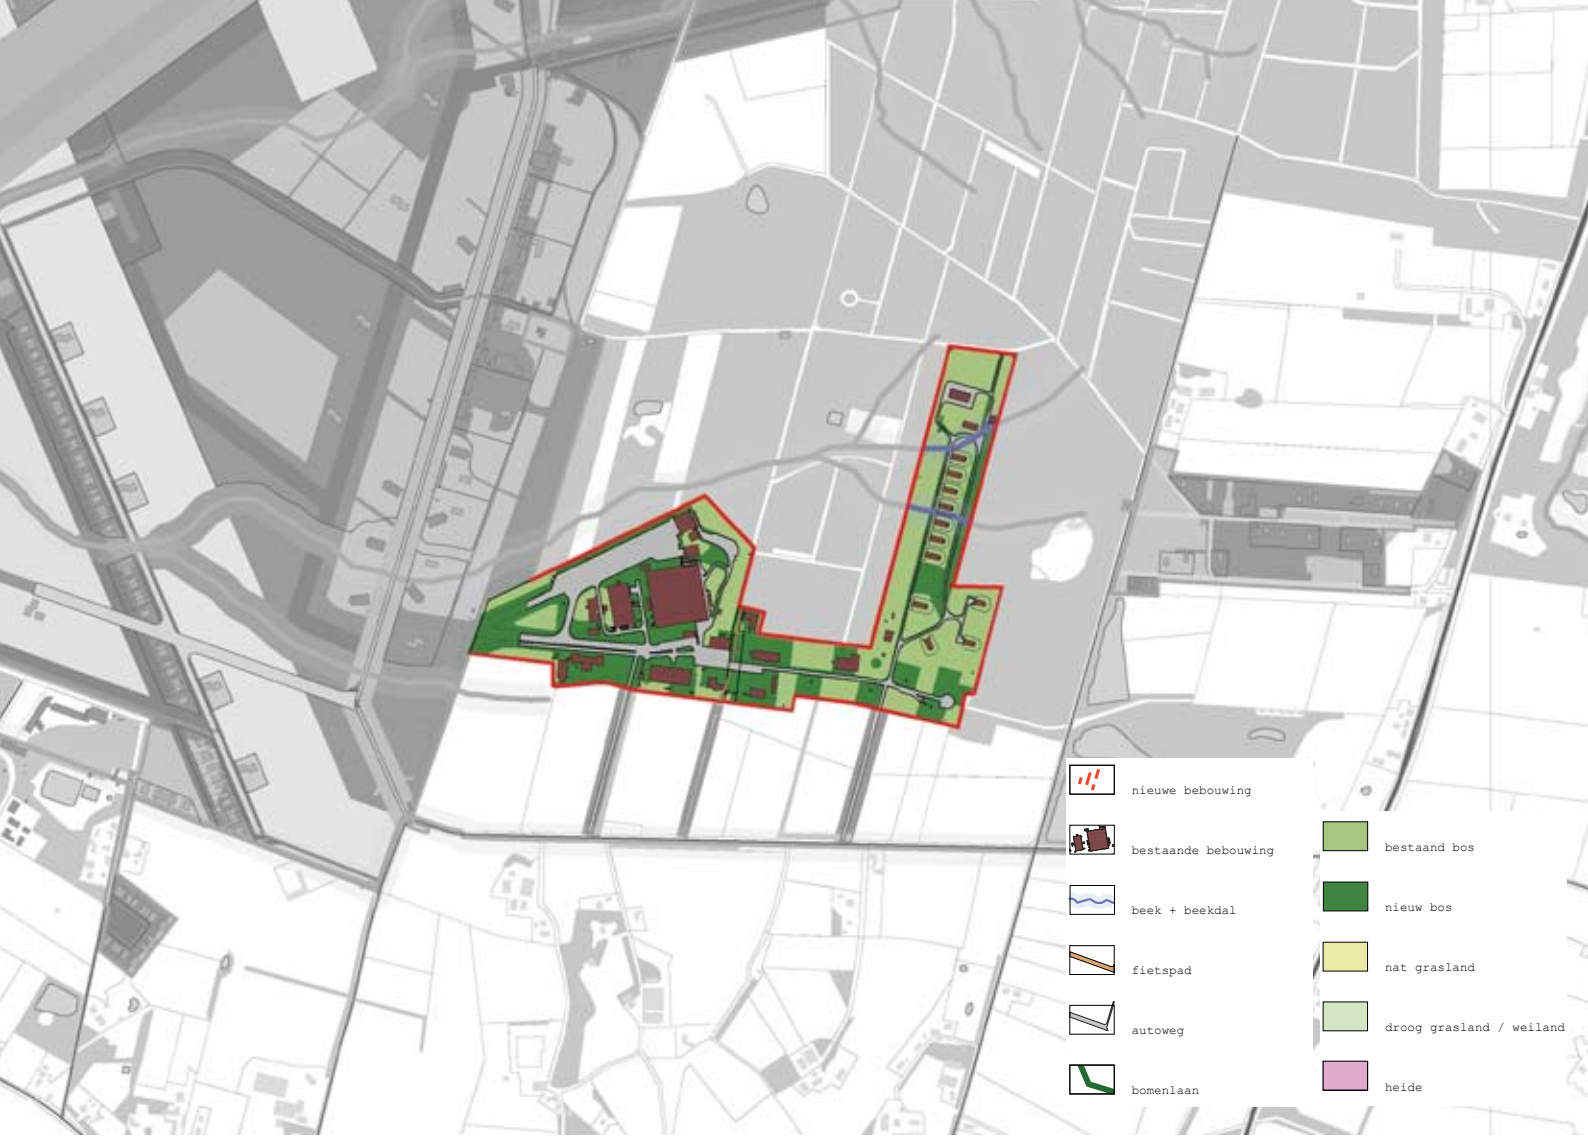 nieuwe bebouwing
bestaande bebouwing
beek + beekdal
fietspad
autoweg
bomenlaan
bestaand bos
nieuw bos
nat grasland
droog grasland / weiland
heide